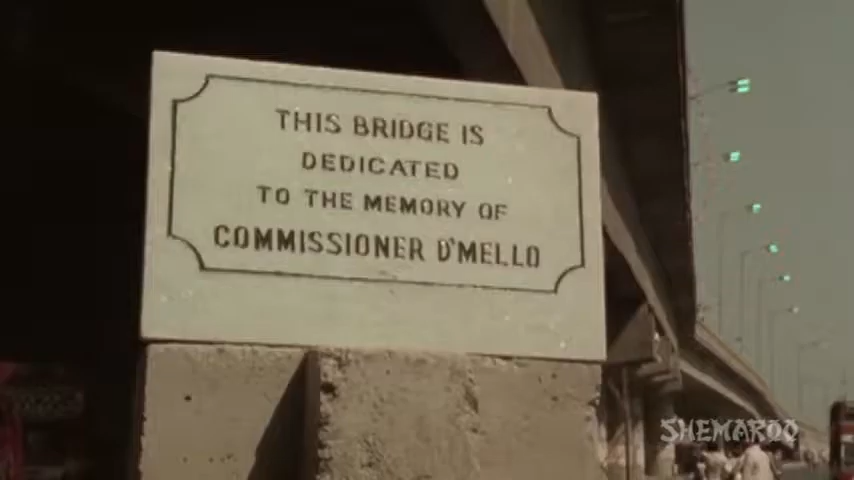 THIS BRIDGE IS
DEDICATED
TO THE MEMORY OF
COMMISSIONER D'MELLO
SHEMAROO